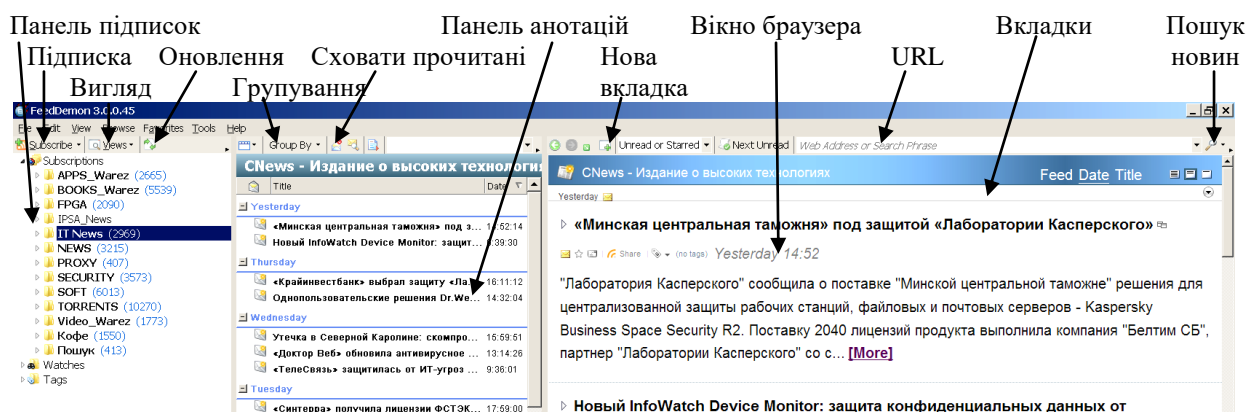 Панель підписок Панель анотацій Вікно браузера Вкладки Пошук
Підписка Оновлення Сховати прочитані Нова URL новин
Вигляд Групування вкладка
FeedDemon 3.0.0.45
File Edit View Browse Favorites Tools Help
Subscribe Views Group By Unread or Starred Next Unread Web Address or Search Phrase
Subscriptions
APPS_Warez (2665)
BOOKS_Warez (5539)
FPGA (2090)
IPSA_News
IT News (2969)
NEWS (3215)
PROXY (407)
SECURITY (3573)
SOFT (6013)
TORRENTS (10270)
Video_Warez (1773)
Кофе (1550)
Пошук (413)
Watches
Tags
CNews - Издание о высоких технология
Title Date
Yesterday
«Минская центральная таможня» под з... 14:52:14
Новый InfoWatch Device Monitor: защит... 9:39:30
Thursday
«Крайинвестбанк» выбрал защиту «Ла... 16:11:12
Однопользовательские решения Dr.We... 14:32:04
Wednesday
Утечка в Северной Каролине: скомпро... 15:59:51
«Доктор Веб» обновила антивирусное ... 13:14:26
«ТелеСвязь» защитилась от ИТ-угроз 9:36:01
Tuesday
«Синтерра» получила лицензии ФСТЭК... 17:59:00
CNews - Издание о высоких технологиях Feed Date Title
Yesterday
«Минская центральная таможня» под защитой «Лаборатории Касперского»
Share (no tags) Yesterday 14:52
"Лаборатория Касперского" сообщила о поставке "Минской центральной таможне" решения для
централизованной защиты рабочих станций, файловых и почтовых серверов - Kaspersky
Business Space Security R2. Поставку 2040 лицензий продукта выполнила компания "Белтим СБ",
партнер "Лаборатории Касперского" со с... [More]
Новый InfoWatch Device Monitor: защита конфиденциальных данных от